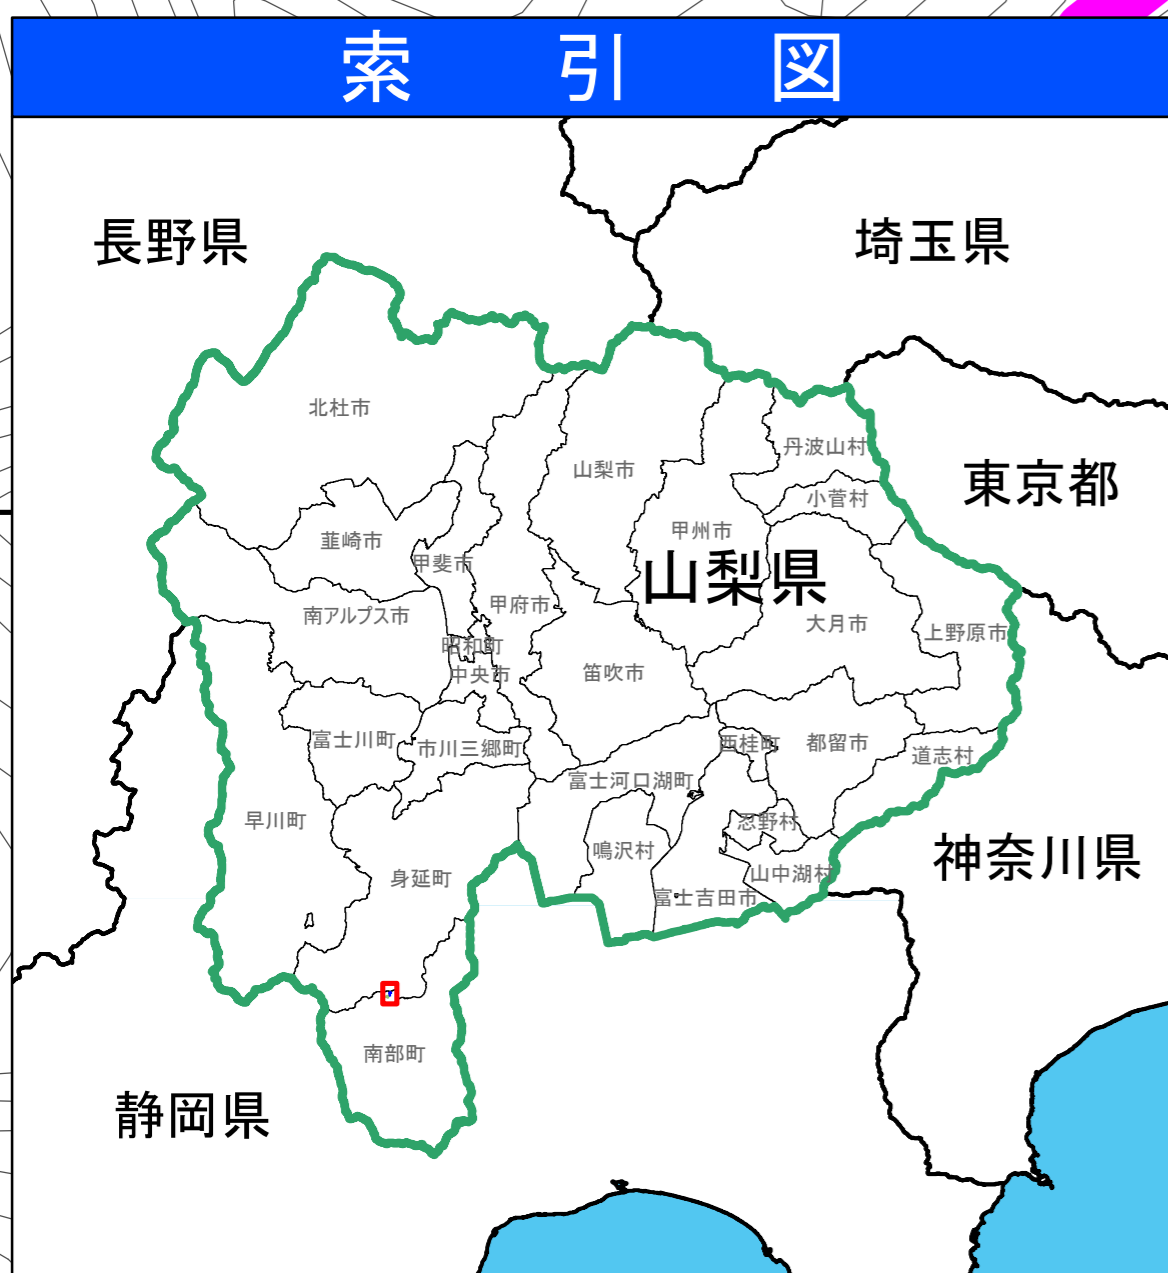 索引図
長野県
埼玉県
北杜市
丹波山村
山梨市
東京都
小菅村
甲州市
韮崎市
甲斐市
山梨県
甲府市
南アルプス市
大月市
上野原市
昭和町
笛吹市
中央市
富士川町
市川三郷町
西桂町
都留市
道志村
富士河口湖町
早川町
忍野村
鳴沢村
神奈川県
身延町
山中湖村
富士吉田市
南部町
静岡県